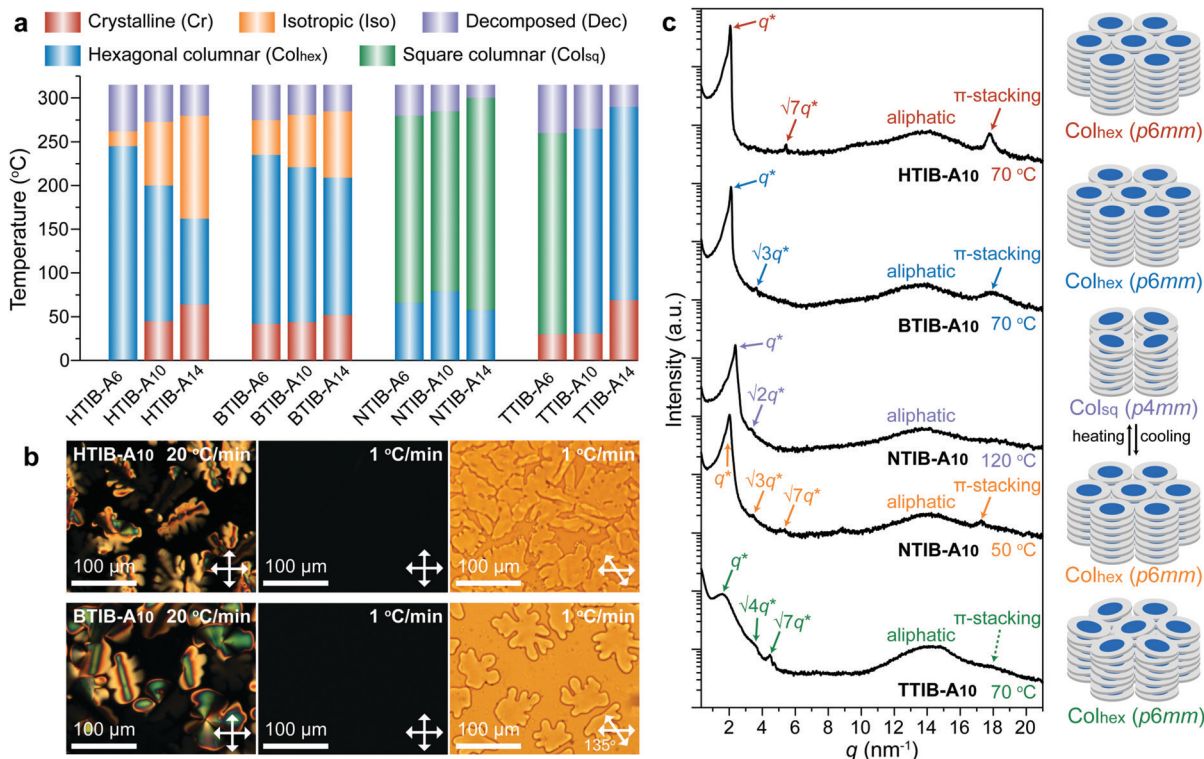 a
Crystalline (Cr)
Isotropic (Iso)
Decomposed (Dec)
Hexagonal columnar (Colhex)
Square columnar (Colsq)
Temperature (°C)
300
250
200
150
100
50
0
HTIB-A6
HTIB-A10
HTIB-A14
BTIB-A6
BTIB-A10
BTIB-A14
NTIB-A6
NTIB-A10
NTIB-A14
TTIB-A6
TTIB-A10
TTIB-A14
b
HTIB-A10 20 °C/min
100 μm
1 °C/min
100 μm
1 °C/min
100 μm
BTIB-A10 20 °C/min
100 μm
1 °C/min
100 μm
1 °C/min
100 μm
135°
c
Intensity (a.u.)
q*
√7q*
aliphatic
π-stacking
HTIB-A10 70 °C
q*
√3q*
aliphatic
π-stacking
BTIB-A10 70 °C
q*
√2q*
aliphatic
NTIB-A10 120 °C
q*
√3q*
√7q*
aliphatic
π-stacking
NTIB-A10 50 °C
q*
√4q*
√7q*
aliphatic
π-stacking
TTIB-A10 70 °C
2 4 6 8 10 12 14 16 18 20
q (nm-1)
Colhex (p6mm)
Colhex (p6mm)
Colsq (p4mm)
heating cooling
Colhex (p6mm)
Colhex (p6mm)